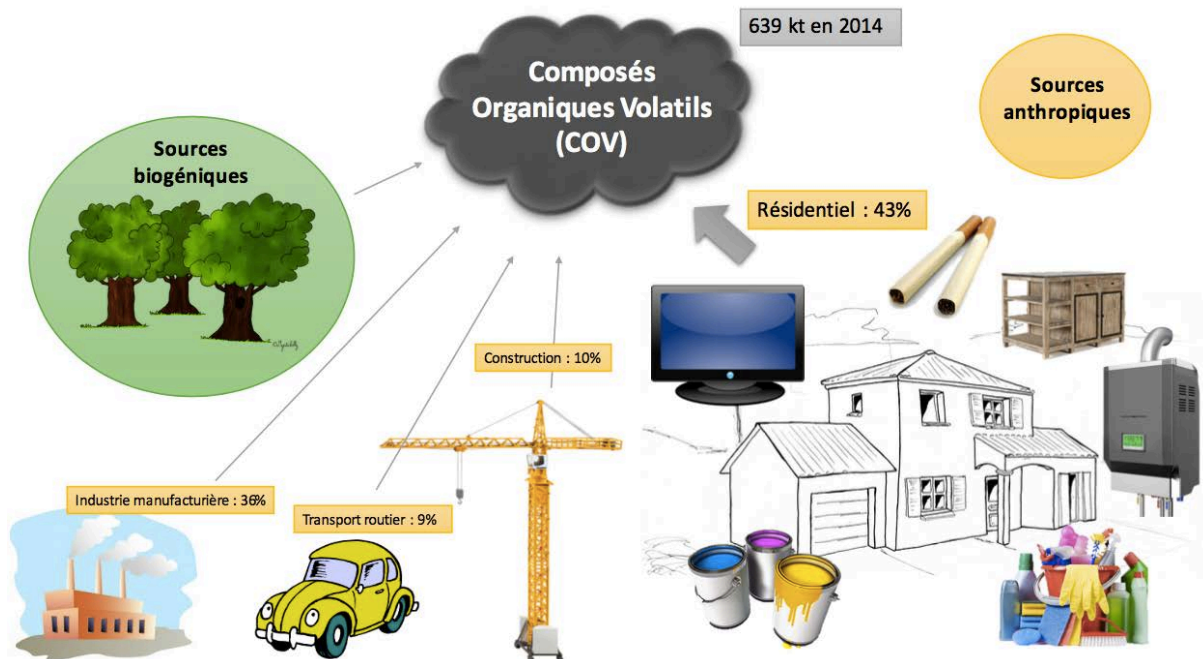 639 kt en 2014
Composés
Organiques Volatils
(COV)
Sources
anthropiques
Sources
biogéniques
Résidentiel : 43%
Construction : 10%
Industrie manufacturière : 36%
Transport routier : 9%